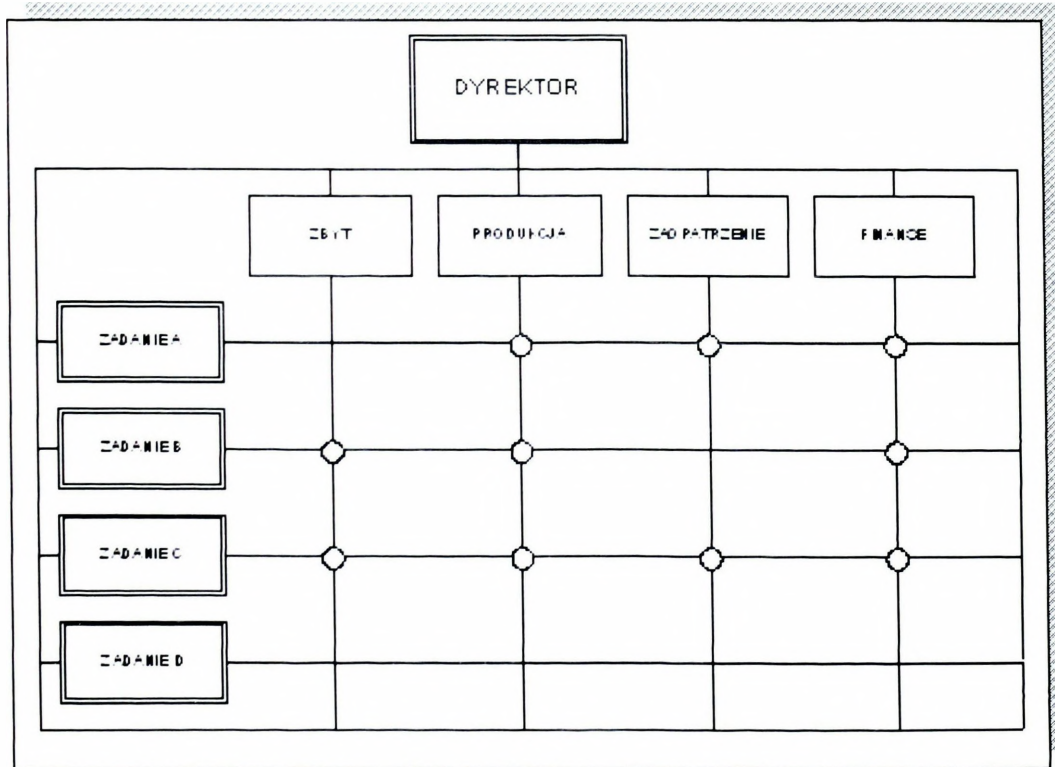 DYREKTOR
ZBYT
PRODUKCJA
ZAOPATRZENIE
FINANSE
ZADANIE A
ZADANIE B
ZADANIE C
ZADANIE D